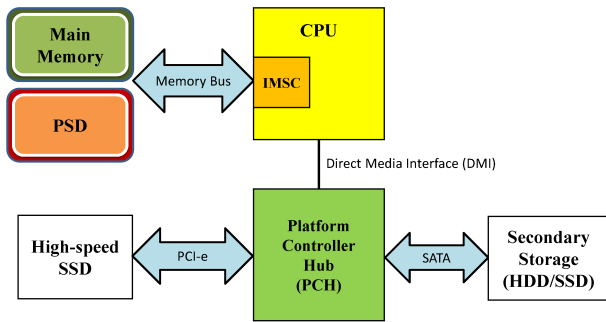 Main
Memory
CPU
Memory Bus
IMSC
PSD
Direct Media Interface (DMI)
High-speed
SSD
PCI-e
Platform
Controller
Hub
(PCH)
SATA
Secondary
Storage
(HDD/SSD)